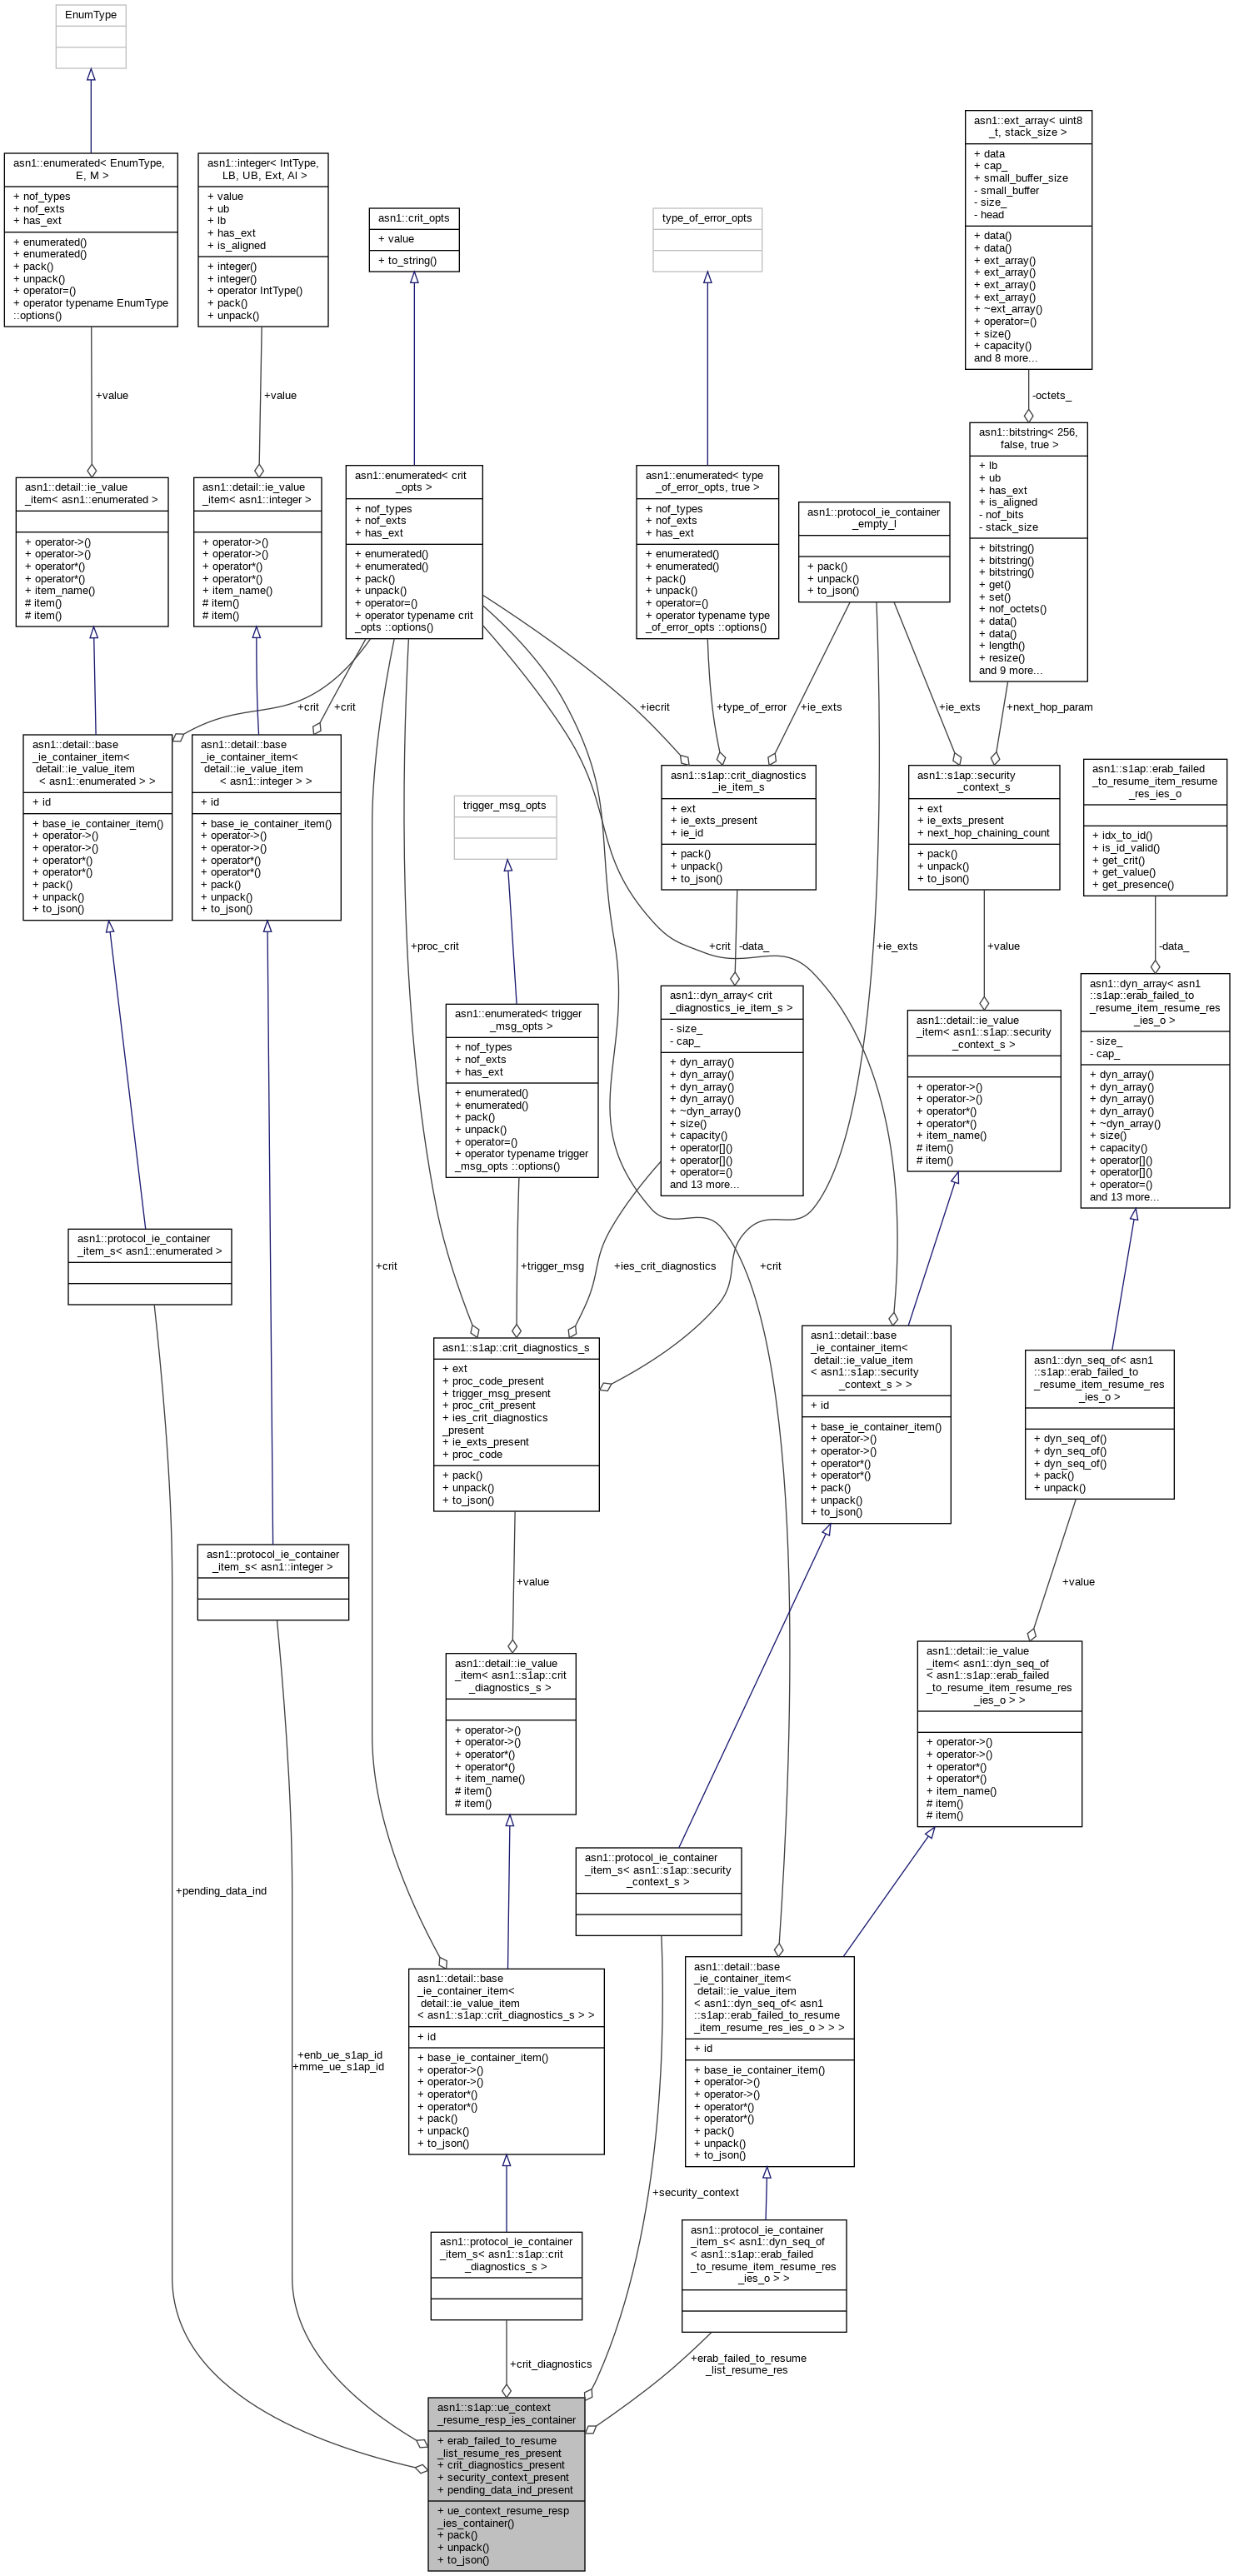 EnumType
asn1::enumerated< EnumType,
E, M >
+ nof_types
+ nof_exts
+ has_ext
+ enumerated()
+ enumerated()
+ pack()
+ unpack()
+ operator=()
+ operator typename EnumType
::options()
asn1::integer< IntType,
LB, UB, Ext, Al >
+ value
+ ub
+ lb
+ has_ext
+ is_aligned
+ integer()
+ integer()
+ operator IntType()
+ pack()
+ unpack()
asn1::crit_opts
+ value
+ to_string()
type_of_error_opts
asn1::ext_array< uint8
_t, stack_size >
+ data
+ cap_
+ small_buffer_size
- small_buffer
- size_
- head
+ data()
+ data()
+ ext_array()
+ ext_array()
+ ext_array()
+ ext_array()
+ ~ext_array()
+ operator=()
+ size()
+ capacity()
and 8 more...
+value
+value
-octets_
asn1::detail::ie_value
_item< asn1::enumerated >
+ operator->()
+ operator->()
+ operator*()
+ operator*()
+ item_name()
# item()
# item()
asn1::detail::ie_value
_item< asn1::integer >
+ operator->()
+ operator->()
+ operator*()
+ operator*()
+ item_name()
# item()
# item()
asn1::enumerated< crit
_opts >
+ nof_types
+ nof_exts
+ has_ext
+ enumerated()
+ enumerated()
+ pack()
+ unpack()
+ operator=()
+ operator typename crit
_opts ::options()
asn1::enumerated< type
_of_error_opts, true >
+ nof_types
+ nof_exts
+ has_ext
+ enumerated()
+ enumerated()
+ pack()
+ unpack()
+ operator=()
+ operator typename type
_of_error_opts ::options()
asn1::protocol_ie_container
_empty_l
+ pack()
+ unpack()
+ to_json()
asn1::bitstring< 256,
false, true >
+ lb
+ ub
+ has_ext
+ is_aligned
- nof_bits
- stack_size
+ bitstring()
+ bitstring()
+ bitstring()
+ get()
+ set()
+ nof_octets()
+ data()
+ data()
+ length()
+ resize()
and 9 more...
+crit
+crit
+iecrit
+type_of_error
+ie_exts
+ie_exts
+next_hop_param
asn1::detail::base
_ie_container_item<
detail::ie_value_item
< asn1::enumerated > >
+ id
+ base_ie_container_item()
+ operator->()
+ operator->()
+ operator*()
+ operator*()
+ pack()
+ unpack()
+ to_json()
asn1::detail::base
_ie_container_item<
detail::ie_value_item
< asn1::integer > >
+ id
+ base_ie_container_item()
+ operator->()
+ operator->()
+ operator*()
+ operator*()
+ pack()
+ unpack()
+ to_json()
trigger_msg_opts
asn1::s1ap::crit_diagnostics
_ie_item_s
+ ext
+ ie_exts_present
+ ie_id
+ pack()
+ unpack()
+ to_json()
asn1::s1ap::security
_context_s
+ ext
+ ie_exts_present
+ next_hop_chaining_count
+ pack()
+ unpack()
+ to_json()
asn1::s1ap::erab_failed
_to_resume_item_resume
_res_ies_o
+ idx_to_id()
+ is_id_valid()
+ get_crit()
+ get_value()
+ get_presence()
+proc_crit
+crit
-data_
+ie_exts
+value
-data_
asn1::enumerated< trigger
_msg_opts >
+ nof_types
+ nof_exts
+ has_ext
+ enumerated()
+ enumerated()
+ pack()
+ unpack()
+ operator=()
+ operator typename trigger
_msg_opts ::options()
asn1::dyn_array< crit
_diagnostics_ie_item_s >
- size_
- cap_
+ dyn_array()
+ dyn_array()
+ dyn_array()
+ dyn_array()
+ ~dyn_array()
+ size()
+ capacity()
+ operator[]()
+ operator[]()
+ operator=()
and 13 more...
asn1::detail::ie_value
_item< asn1::s1ap::security
_context_s >
+ operator->()
+ operator->()
+ operator*()
+ operator*()
+ item_name()
# item()
# item()
asn1::dyn_array< asn1
::s1ap::erab_failed_to
_resume_item_resume_res
_ies_o >
- size_
- cap_
+ dyn_array()
+ dyn_array()
+ dyn_array()
+ dyn_array()
+ ~dyn_array()
+ size()
+ capacity()
+ operator[]()
+ operator[]()
+ operator=()
and 13 more...
asn1::protocol_ie_container
_item_s< asn1::enumerated >
+crit
+trigger_msg
+ies_crit_diagnostics
+crit
asn1::s1ap::crit_diagnostics_s
+ ext
+ proc_code_present
+ trigger_msg_present
+ proc_crit_present
+ ies_crit_diagnostics
_present
+ ie_exts_present
+ proc_code
+ pack()
+ unpack()
+ to_json()
asn1::detail::base
_ie_container_item<
detail::ie_value_item
< asn1::s1ap::security
_context_s > >
+ id
+ base_ie_container_item()
+ operator->()
+ operator->()
+ operator*()
+ operator*()
+ pack()
+ unpack()
+ to_json()
asn1::dyn_seq_of< asn1
::s1ap::erab_failed_to
_resume_item_resume_res
_ies_o >
+ dyn_seq_of()
+ dyn_seq_of()
+ dyn_seq_of()
+ pack()
+ unpack()
asn1::protocol_ie_container
_item_s< asn1::integer >
+value
+value
asn1::detail::ie_value
_item< asn1::s1ap::crit
_diagnostics_s >
+ operator->()
+ operator->()
+ operator*()
+ operator*()
+ item_name()
# item()
# item()
asn1::detail::ie_value
_item< asn1::dyn_seq_of
< asn1::s1ap::erab_failed
_to_resume_item_resume_res
_ies_o > >
+ operator->()
+ operator->()
+ operator*()
+ operator*()
+ item_name()
# item()
# item()
+pending_data_ind
asn1::protocol_ie_container
_item_s< asn1::s1ap::security
_context_s >
asn1::detail::base
_ie_container_item<
detail::ie_value_item
< asn1::s1ap::crit_diagnostics_s > >
+ id
+ base_ie_container_item()
+ operator->()
+ operator->()
+ operator*()
+ operator*()
+ pack()
+ unpack()
+ to_json()
asn1::detail::base
_ie_container_item<
detail::ie_value_item
< asn1::dyn_seq_of< asn1
::s1ap::erab_failed_to_resume
_item_resume_res_ies_o > > >
+ id
+ base_ie_container_item()
+ operator->()
+ operator->()
+ operator*()
+ operator*()
+ pack()
+ unpack()
+ to_json()
+enb_ue_s1ap_id
+mme_ue_s1ap_id
+security_context
asn1::protocol_ie_container
_item_s< asn1::s1ap::crit
_diagnostics_s >
asn1::protocol_ie_container
_item_s< asn1::dyn_seq_of
< asn1::s1ap::erab_failed
_to_resume_item_resume_res
_ies_o > >
+crit_diagnostics
+erab_failed_to_resume
_list_resume_res
asn1::s1ap::ue_context
_resume_resp_ies_container
+ erab_failed_to_resume
_list_resume_res_present
+ crit_diagnostics_present
+ security_context_present
+ pending_data_ind_present
+ ue_context_resume_resp
_ies_container()
+ pack()
+ unpack()
+ to_json()